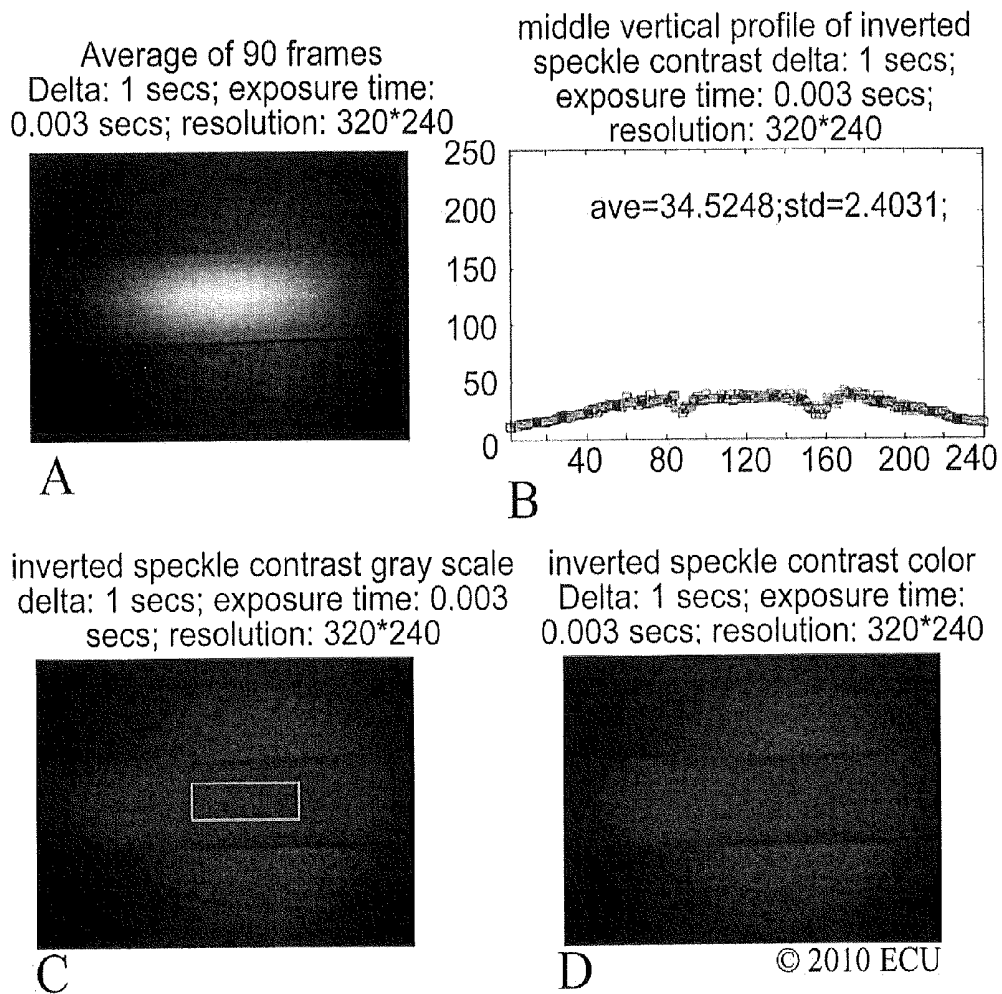 Average of 90 frames
Delta: 1 secs; exposure time:
0.003 secs; resolution: 320*240
A
middle vertical profile of inverted
speckle contrast delta: 1 secs;
exposure time: 0.003 secs;
resolution: 320*240
250
200
150
100
50
0
ave=34.5248;std=2.4031;
40 80 120 160 200 240
B
inverted speckle contrast gray scale
delta: 1 secs; exposure time: 0.003
secs; resolution: 320*240
C
inverted speckle contrast color
Delta: 1 secs; exposure time:
0.003 secs; resolution: 320*240
D
© 2010 ECU